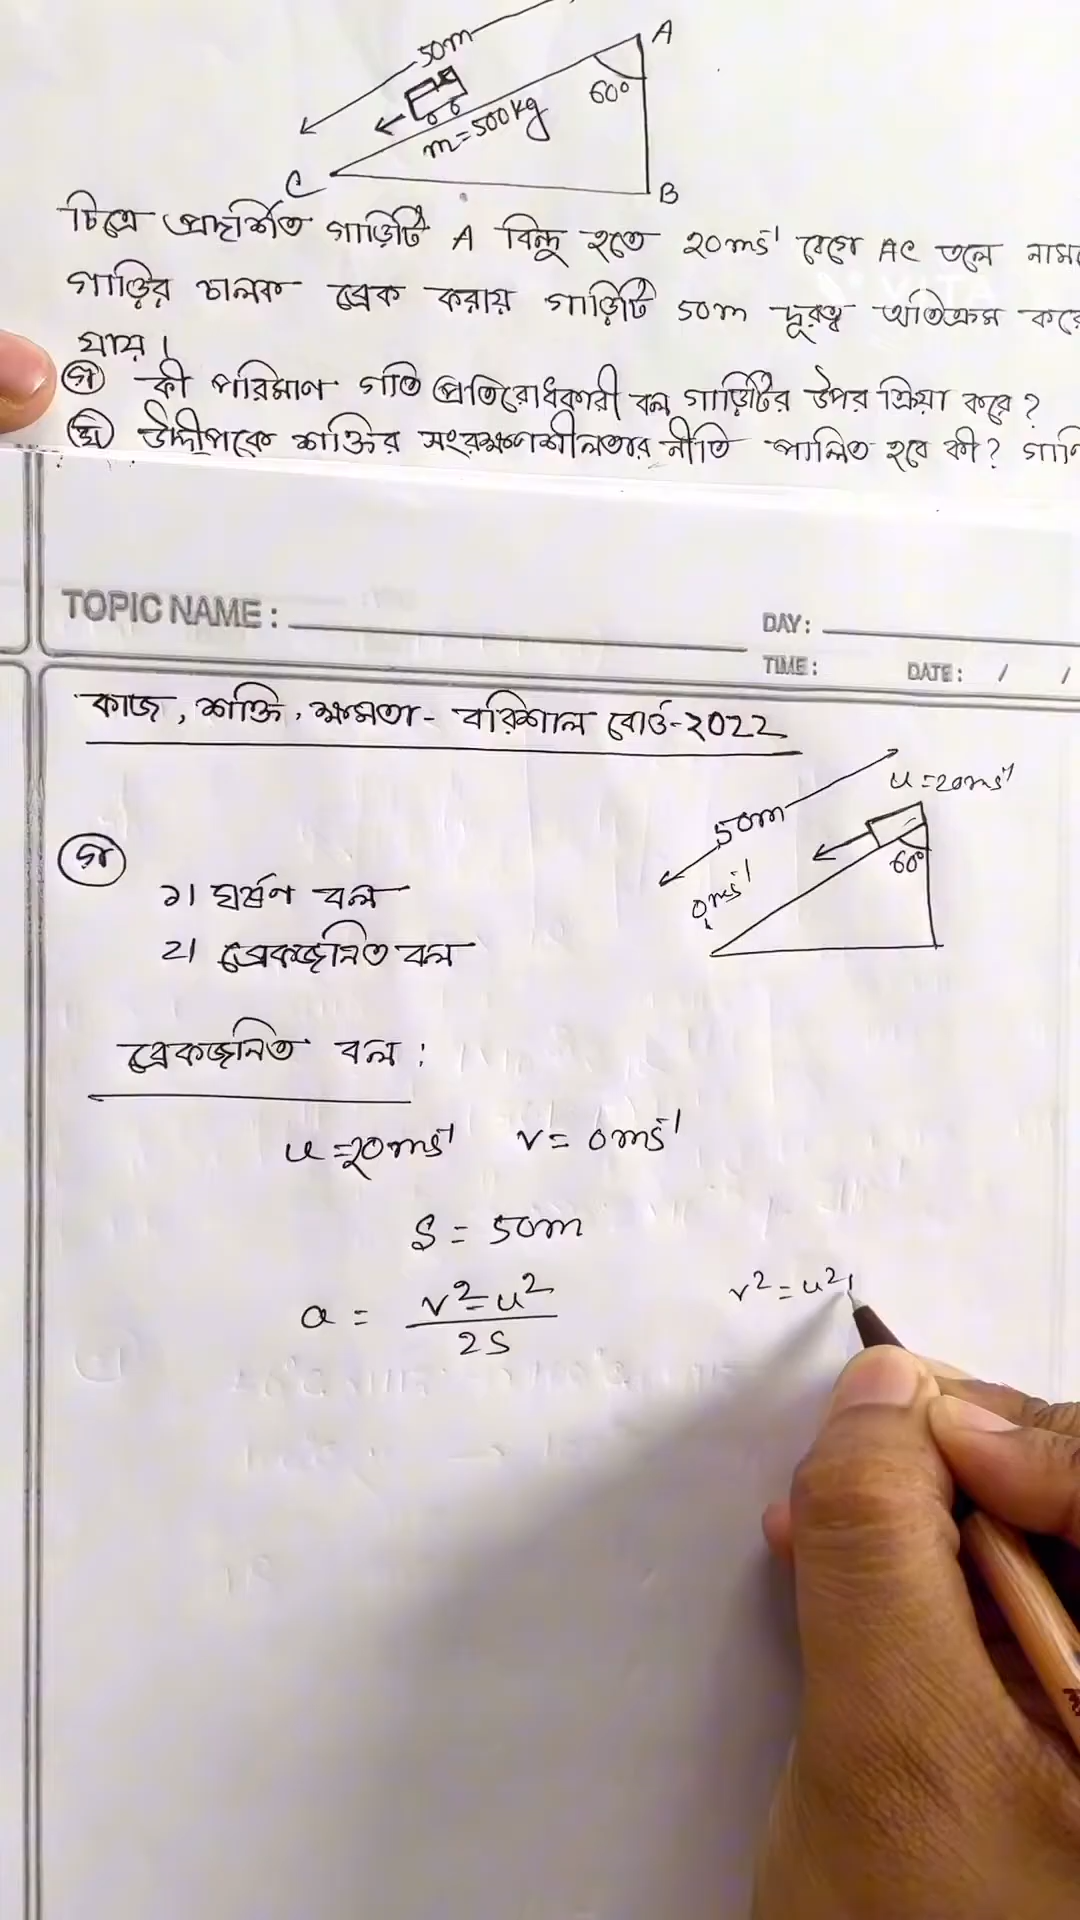 50m
A
60°
m=500kg
C
B
চিত্রে প্রদর্শিত গাড়িটি A বিন্দু হতে 20ms⁻¹ বেগে AC তলে
গাড়ির চালক ব্রেক করায় গাড়িটি 50m দূরত্ব অতিক্রম করে
যায়।
গ কী পরিমাণ গতি প্রতিরোধকারী বল গাড়িটির উপর ক্রিয়া করে?
ঘ উদ্দীপকে শক্তির সংরক্ষণশীলতার নীতি পালিত হবে কী?
TOPIC NAME :
DAY :
TIME :
DATE : / /
কাজ, শক্তি, ক্ষমতা - বরিশাল বোর্ড-২022
u=20ms⁻¹
50m
60°
0ms⁻¹
গ
১। ঘর্ষণ বল
2। ব্রেকজনিত বল
ব্রেকজনিত বল :
u=20ms⁻¹ v= 0ms⁻¹
S = 50m
a = v²-u² / 2S
v² = u²